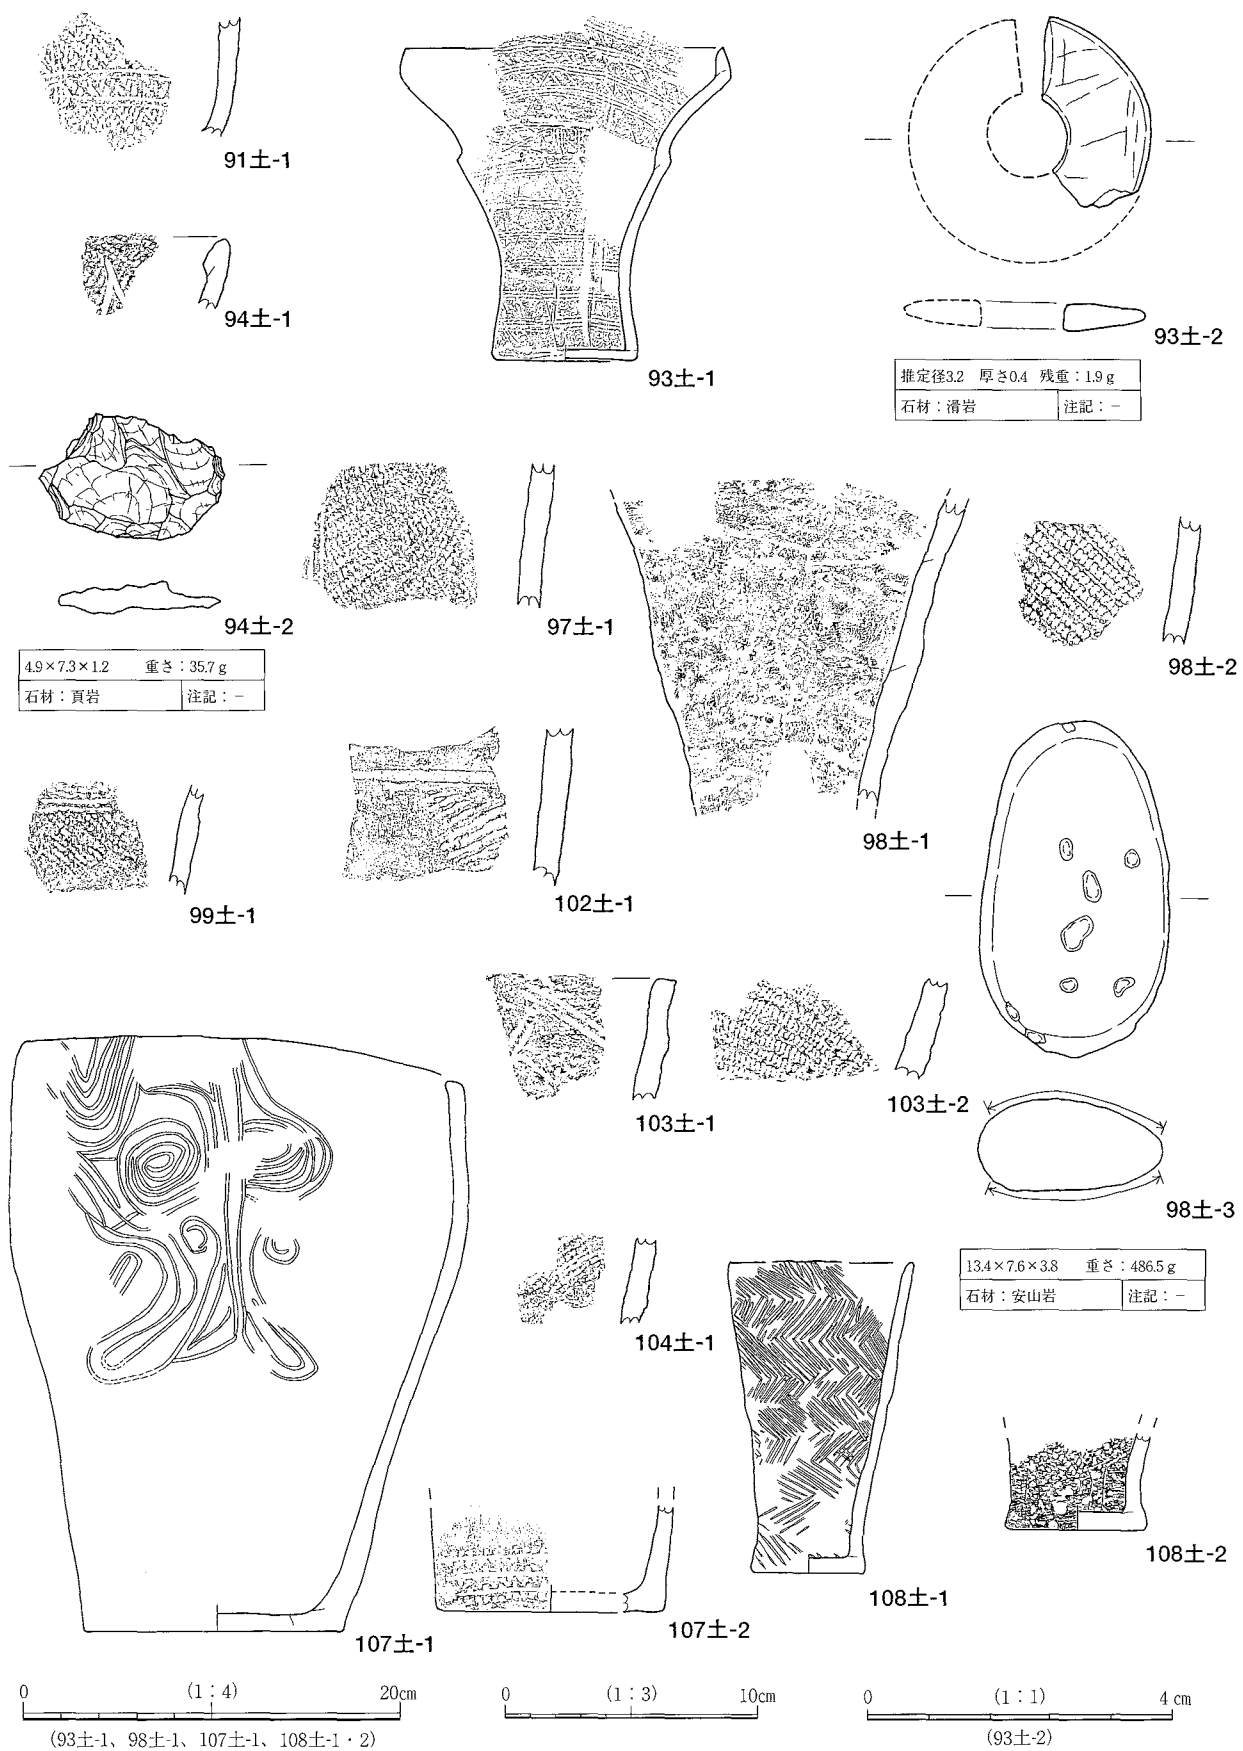 91土-1
94土-1
93土-1
93土-2
推定径3.2 厚さ0.4 残重：1.9g
石材：滑岩 注記：－
94土-2
4.9×7.3×1.2 重さ：35.7g
石材：頁岩 注記：－
97土-1
98土-1
98土-2
99土-1
102土-1
103土-1
103土-2
98土-3
13.4×7.6×3.8 重さ：486.5g
石材：安山岩 注記：－
104土-1
107土-1
107土-2
108土-1
108土-2
0 (1：4) 20cm
(93土-1、98土-1、107土-1、108土-1・2)
0 (1：3) 10cm
0 (1：1) 4cm
(93土-2)